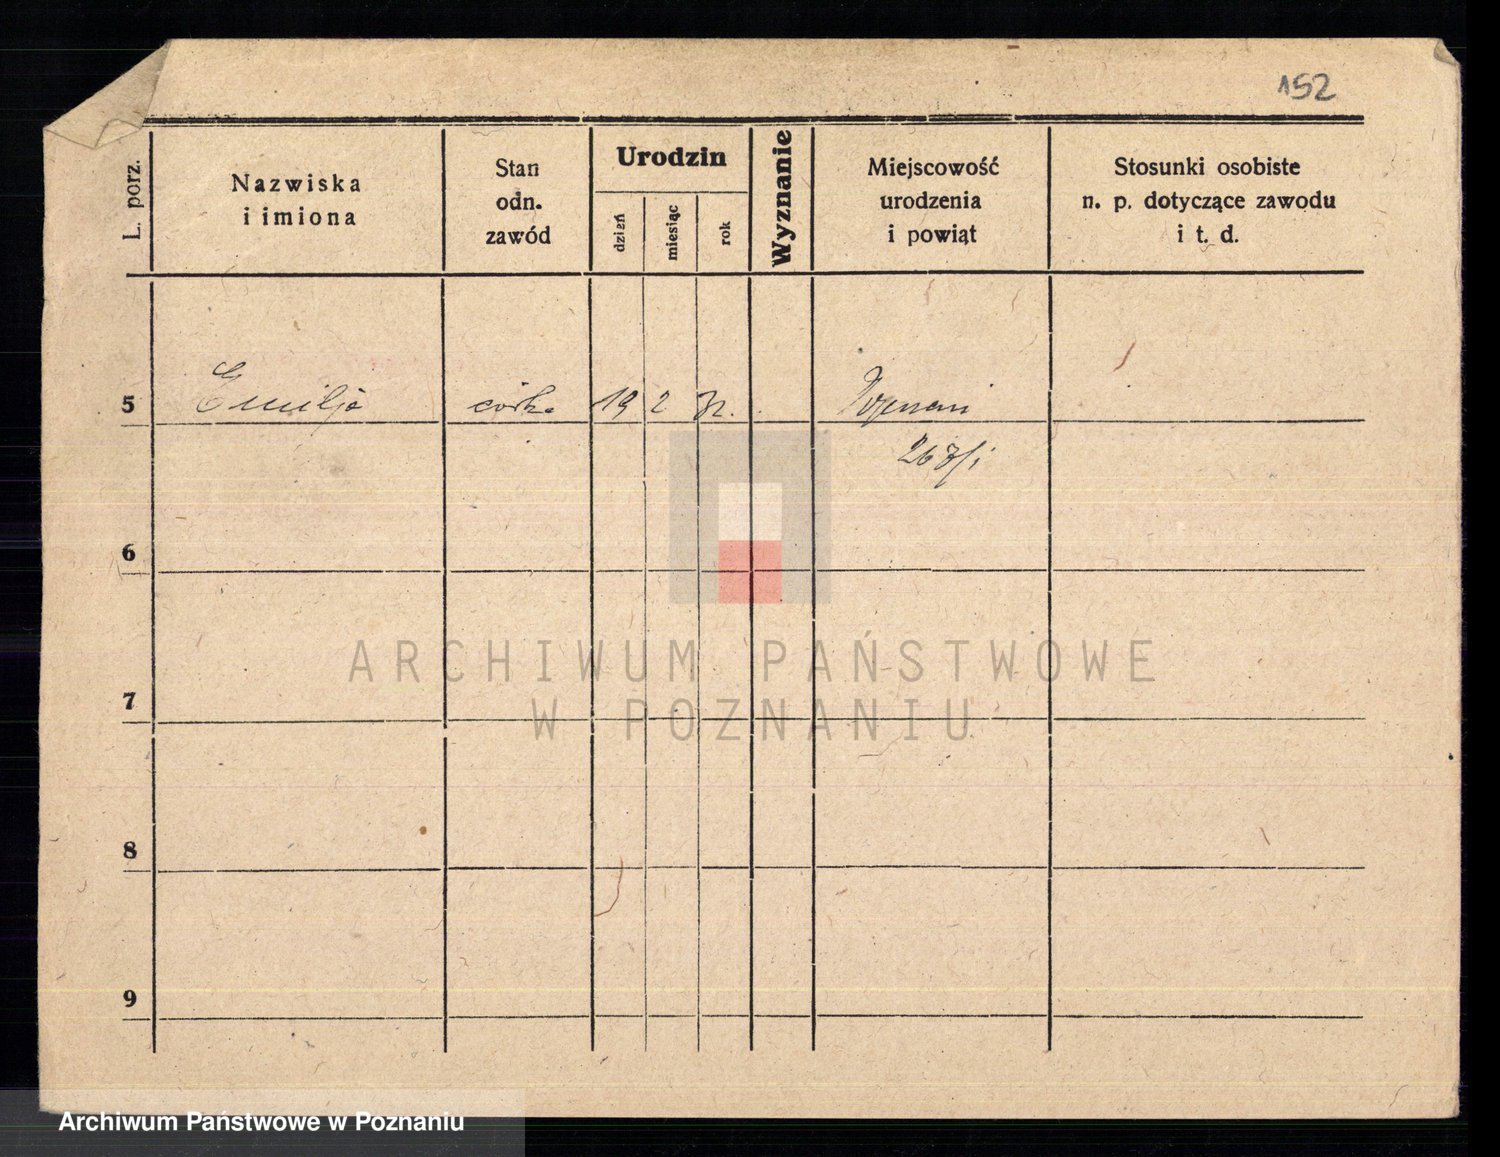 152
L. porz.
Nazwiska
i imiona
Stan
odn.
zawód
Urodzin
dzień
miesiąc
rok
Wyznanie
Miejscowość
urodzenia
i powiąt
Stosunki osobiste
n. p. dotyczące zawodu
i t. d.
5 Emilja córka 19 2 Poznań
6
7
8
9
ARCHIWUM PAŃSTWOWE
W POZNANIU
Archiwum Państwowe w Poznaniu